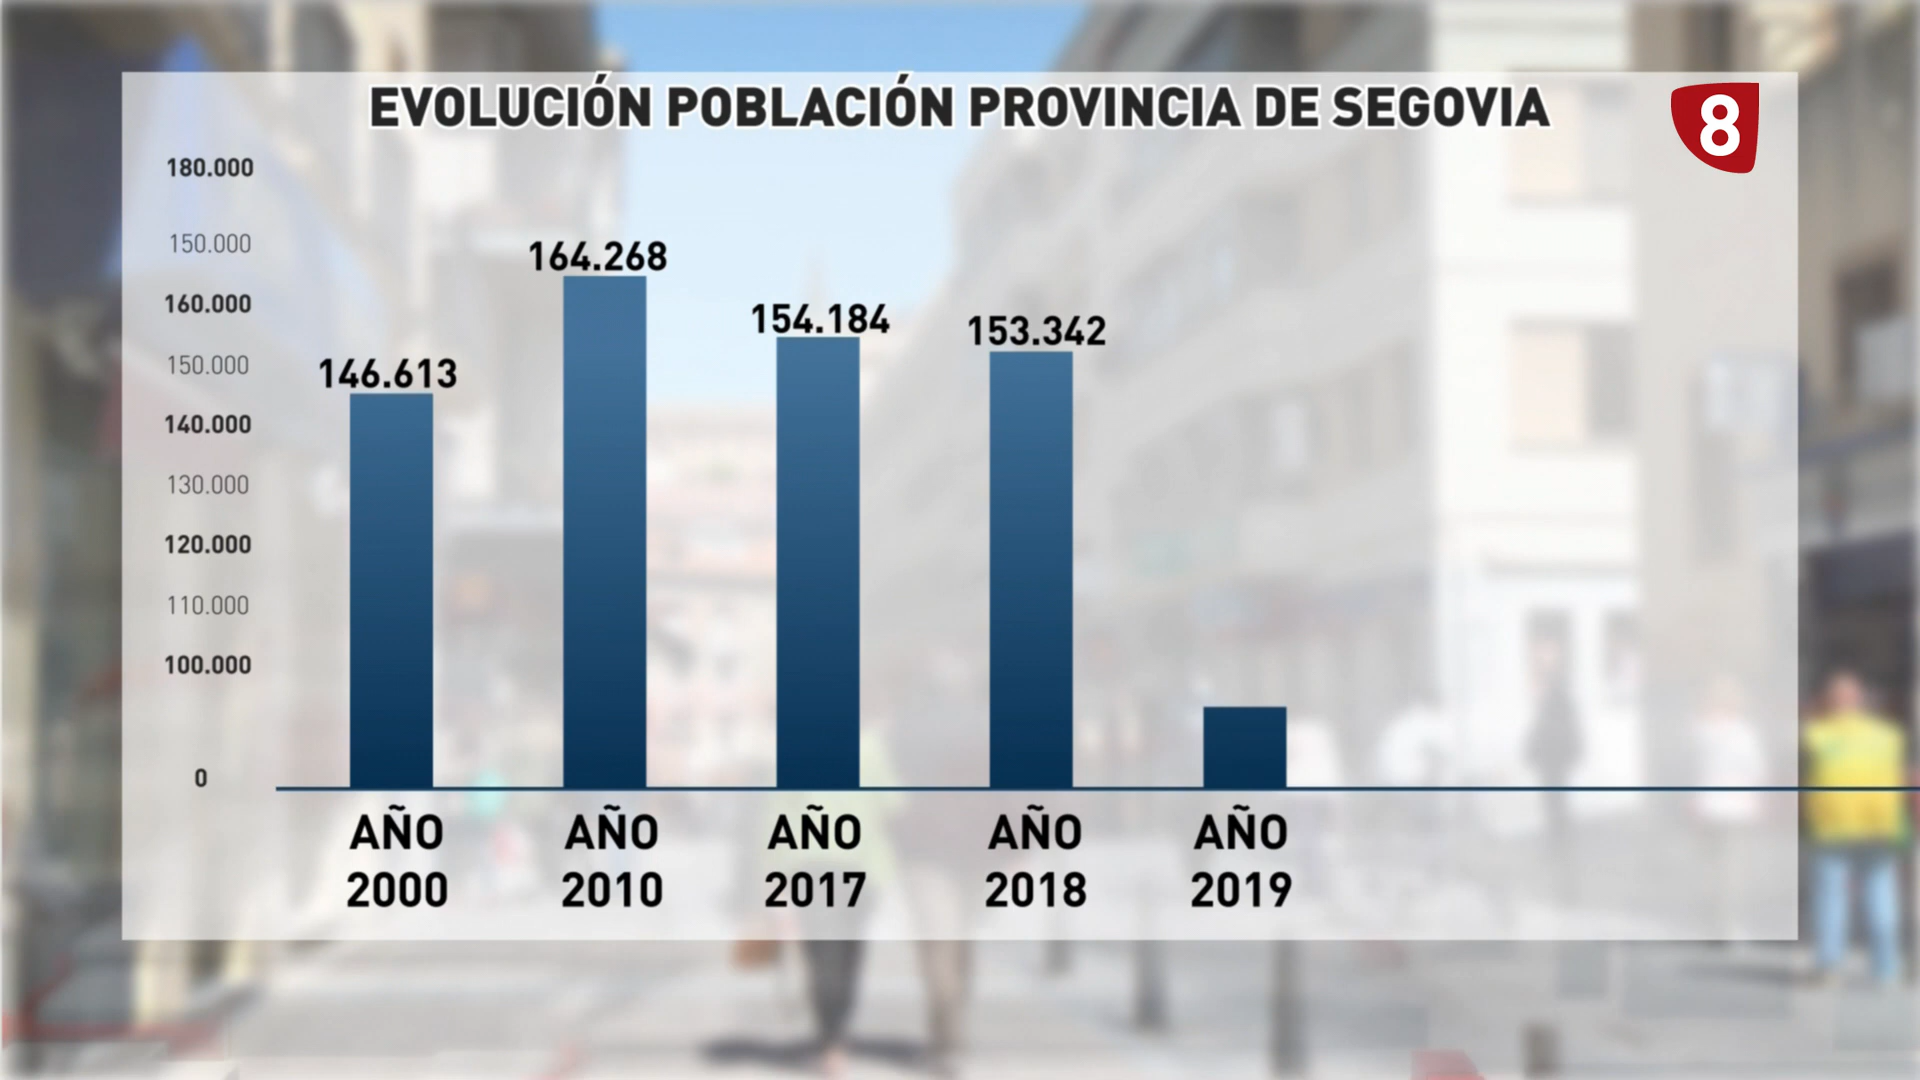 EVOLUCIÓN POBLACIÓN PROVINCIA DE SEGOVIA
8
180.000
150.000
160.000
150.000
140.000
130.000
120.000
110.000
100.000
0
146.613
164.268
154.184
153.342
AÑO 2000
AÑO 2010
AÑO 2017
AÑO 2018
AÑO 2019